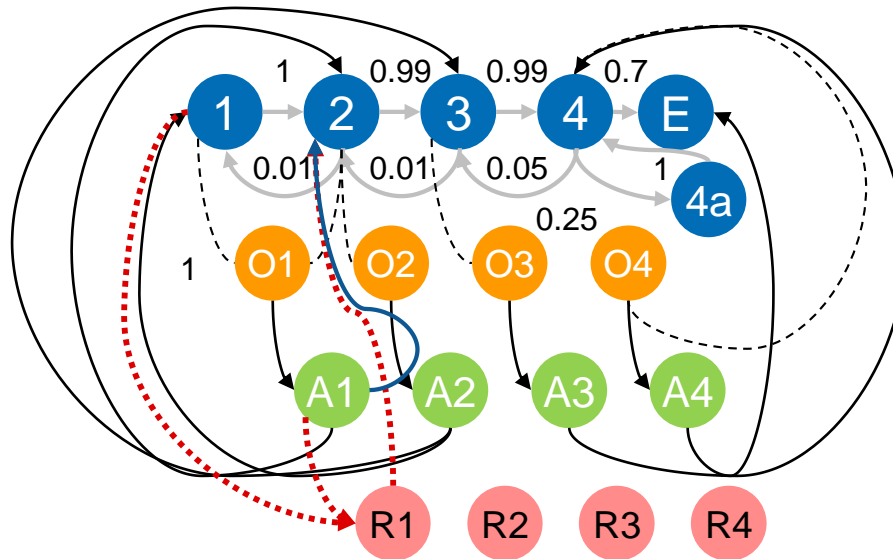 1 0.99 0.99 0.7
1 2 3 4 E
0.01 0.01 0.05 1
4a
0.25
1 O1 O2 O3 O4
A1 A2 A3 A4
R1 R2 R3 R4